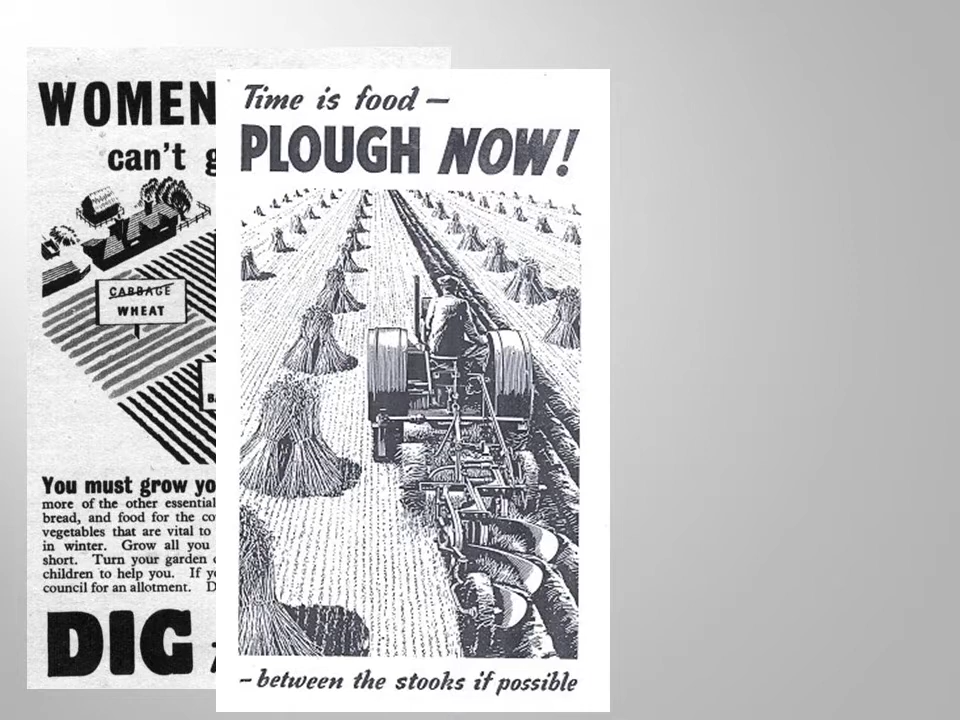 WOMEN
can't
CABBAGE
WHEAT
You must grow
more of the other essential
bread, and food for the
vegetables that are vital to
in winter. Grow all you
short. Turn your garden
children to help you. If
council for an allotment.
DIG
Time is food —
PLOUGH NOW!
– between the stooks if possible